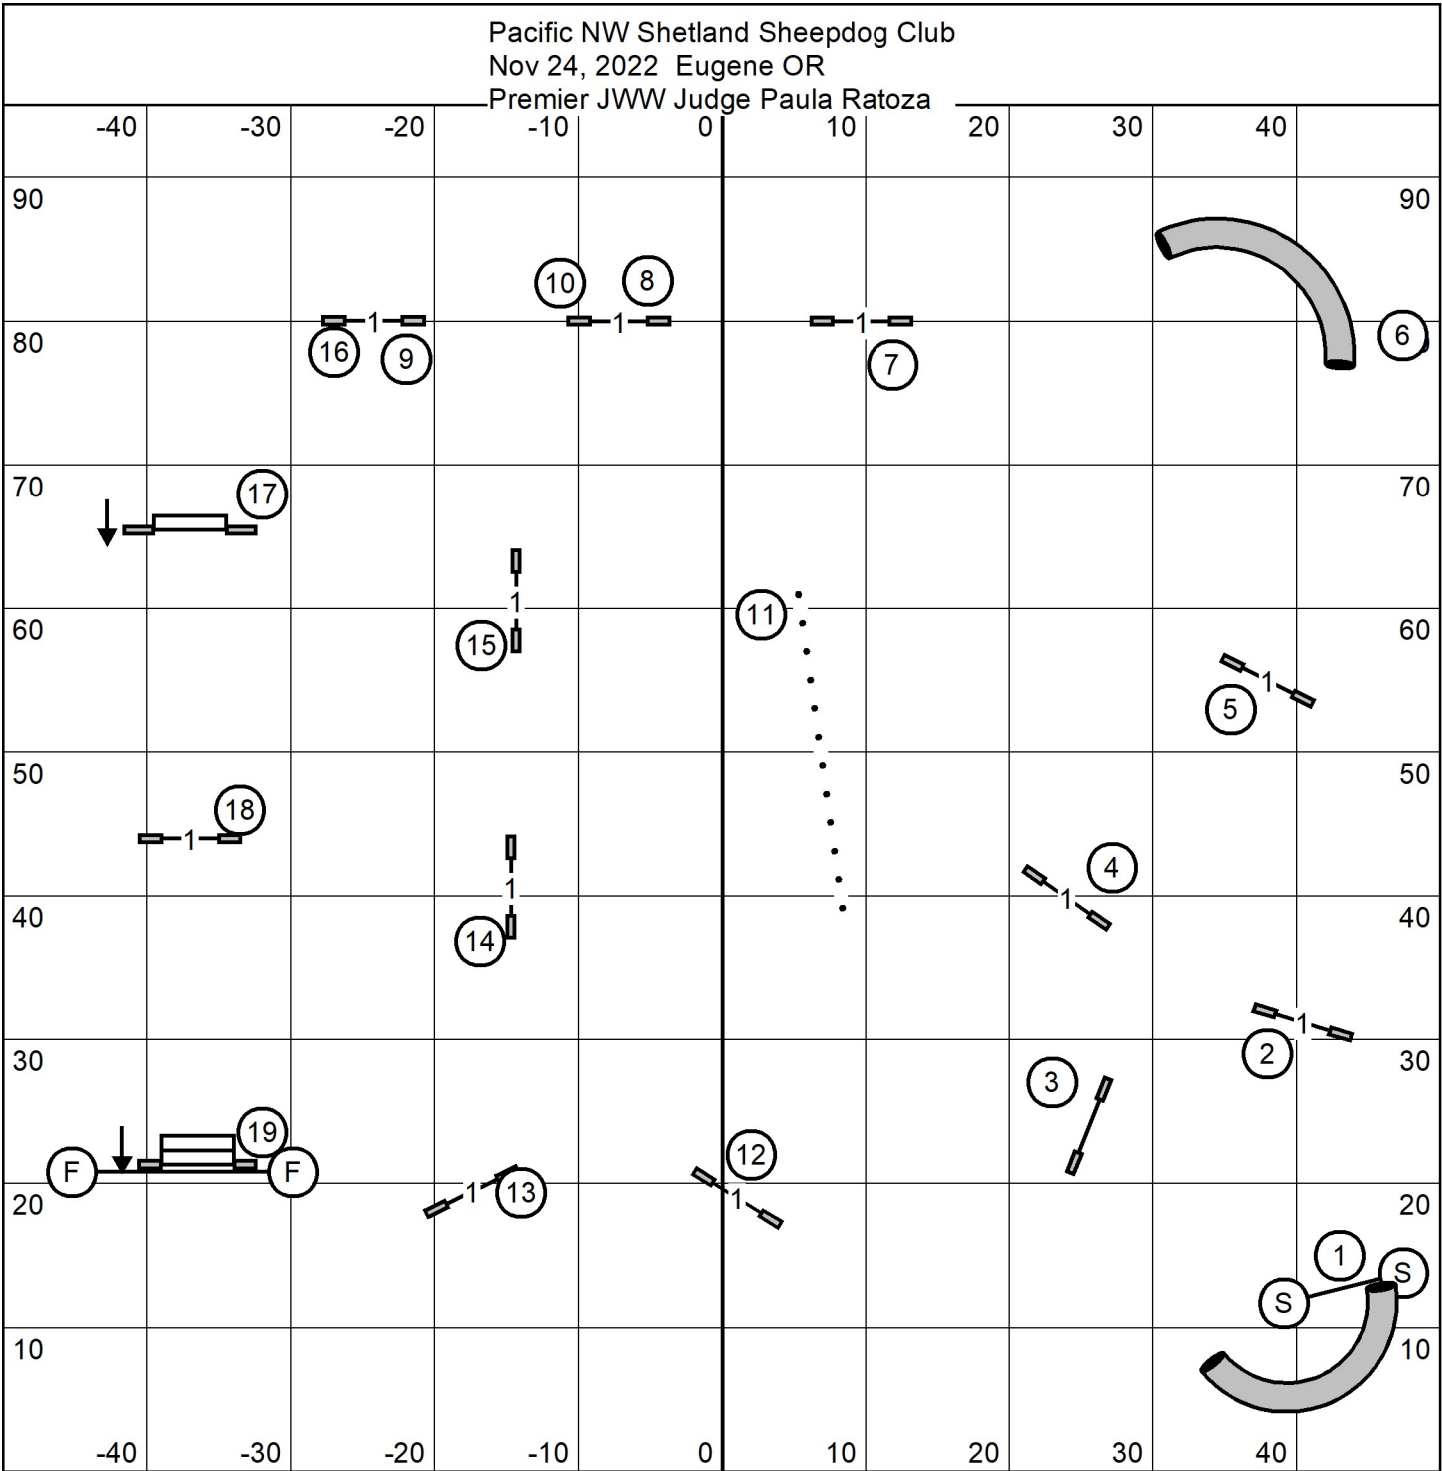 Pacific NW Shetland Sheepdog Club
Nov 24, 2022  Eugene OR
Premier JWW Judge Paula Ratoza
-40 -30 -20 -10 0 10 20 30 40
90 90
10 8
1 1 1
80 16 9 7 6 80
70 17 70
1
60 15 11 60
1
5
50 50
18
1
1
4
1
40 14 40
1
2
30 3 30
19
F F
12
1 13 1
20 20
1
S S
10 10
-40 -30 -20 -10 0 10 20 30 40